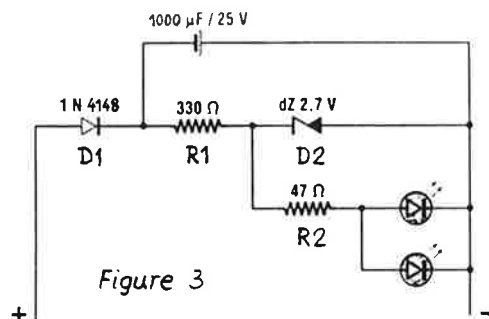 1000 µF / 25 V
1 N 4148
330 Ω
dZ 2.7 V
D1
R1
D2
47 Ω
R2
Figure 3
+
-